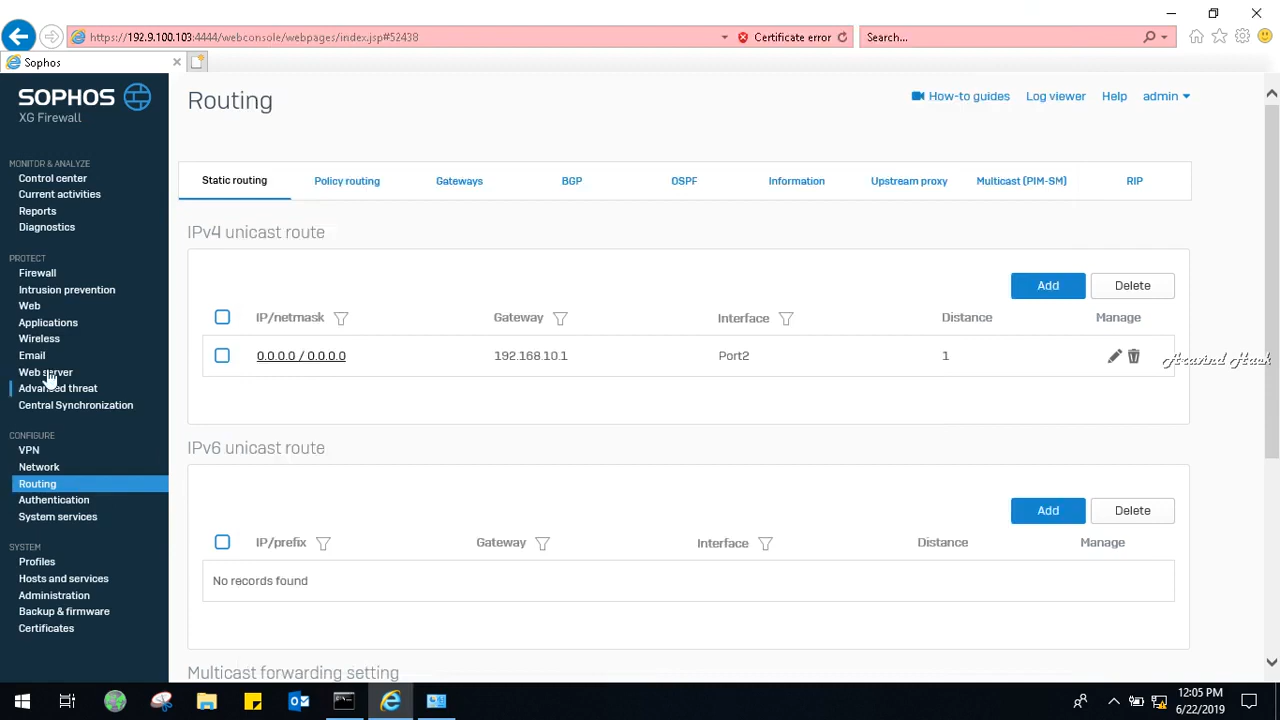 https://192.9.100.103:4444/webconsole/webpages/index.jsp#52438
Certificate error
Search...
Sophos
SOPHOS
XG Firewall
MONITOR & ANALYZE
Control center
Current activities
Reports
Diagnostics
PROTECT
Firewall
Intrusion prevention
Web
Applications
Wireless
Email
Web server
Advanced threat
Central Synchronization
CONFIGURE
VPN
Network
Routing
Authentication
System services
SYSTEM
Profiles
Hosts and services
Administration
Backup & firmware
Certificates
Routing
How-to guides Log viewer Help admin
Static routing Policy routing Gateways BGP OSPF Information Upstream proxy Multicast (PIM-SM) RIP
IPv4 unicast route
Add Delete
IP/netmask Gateway Interface Distance Manage
0.0.0.0 / 0.0.0.0 192.168.10.1 Port2 1
Aravind Hack
IPv6 unicast route
Add Delete
IP/prefix Gateway Interface Distance Manage
No records found
Multicast forwarding setting
12:05 PM
6/22/2019